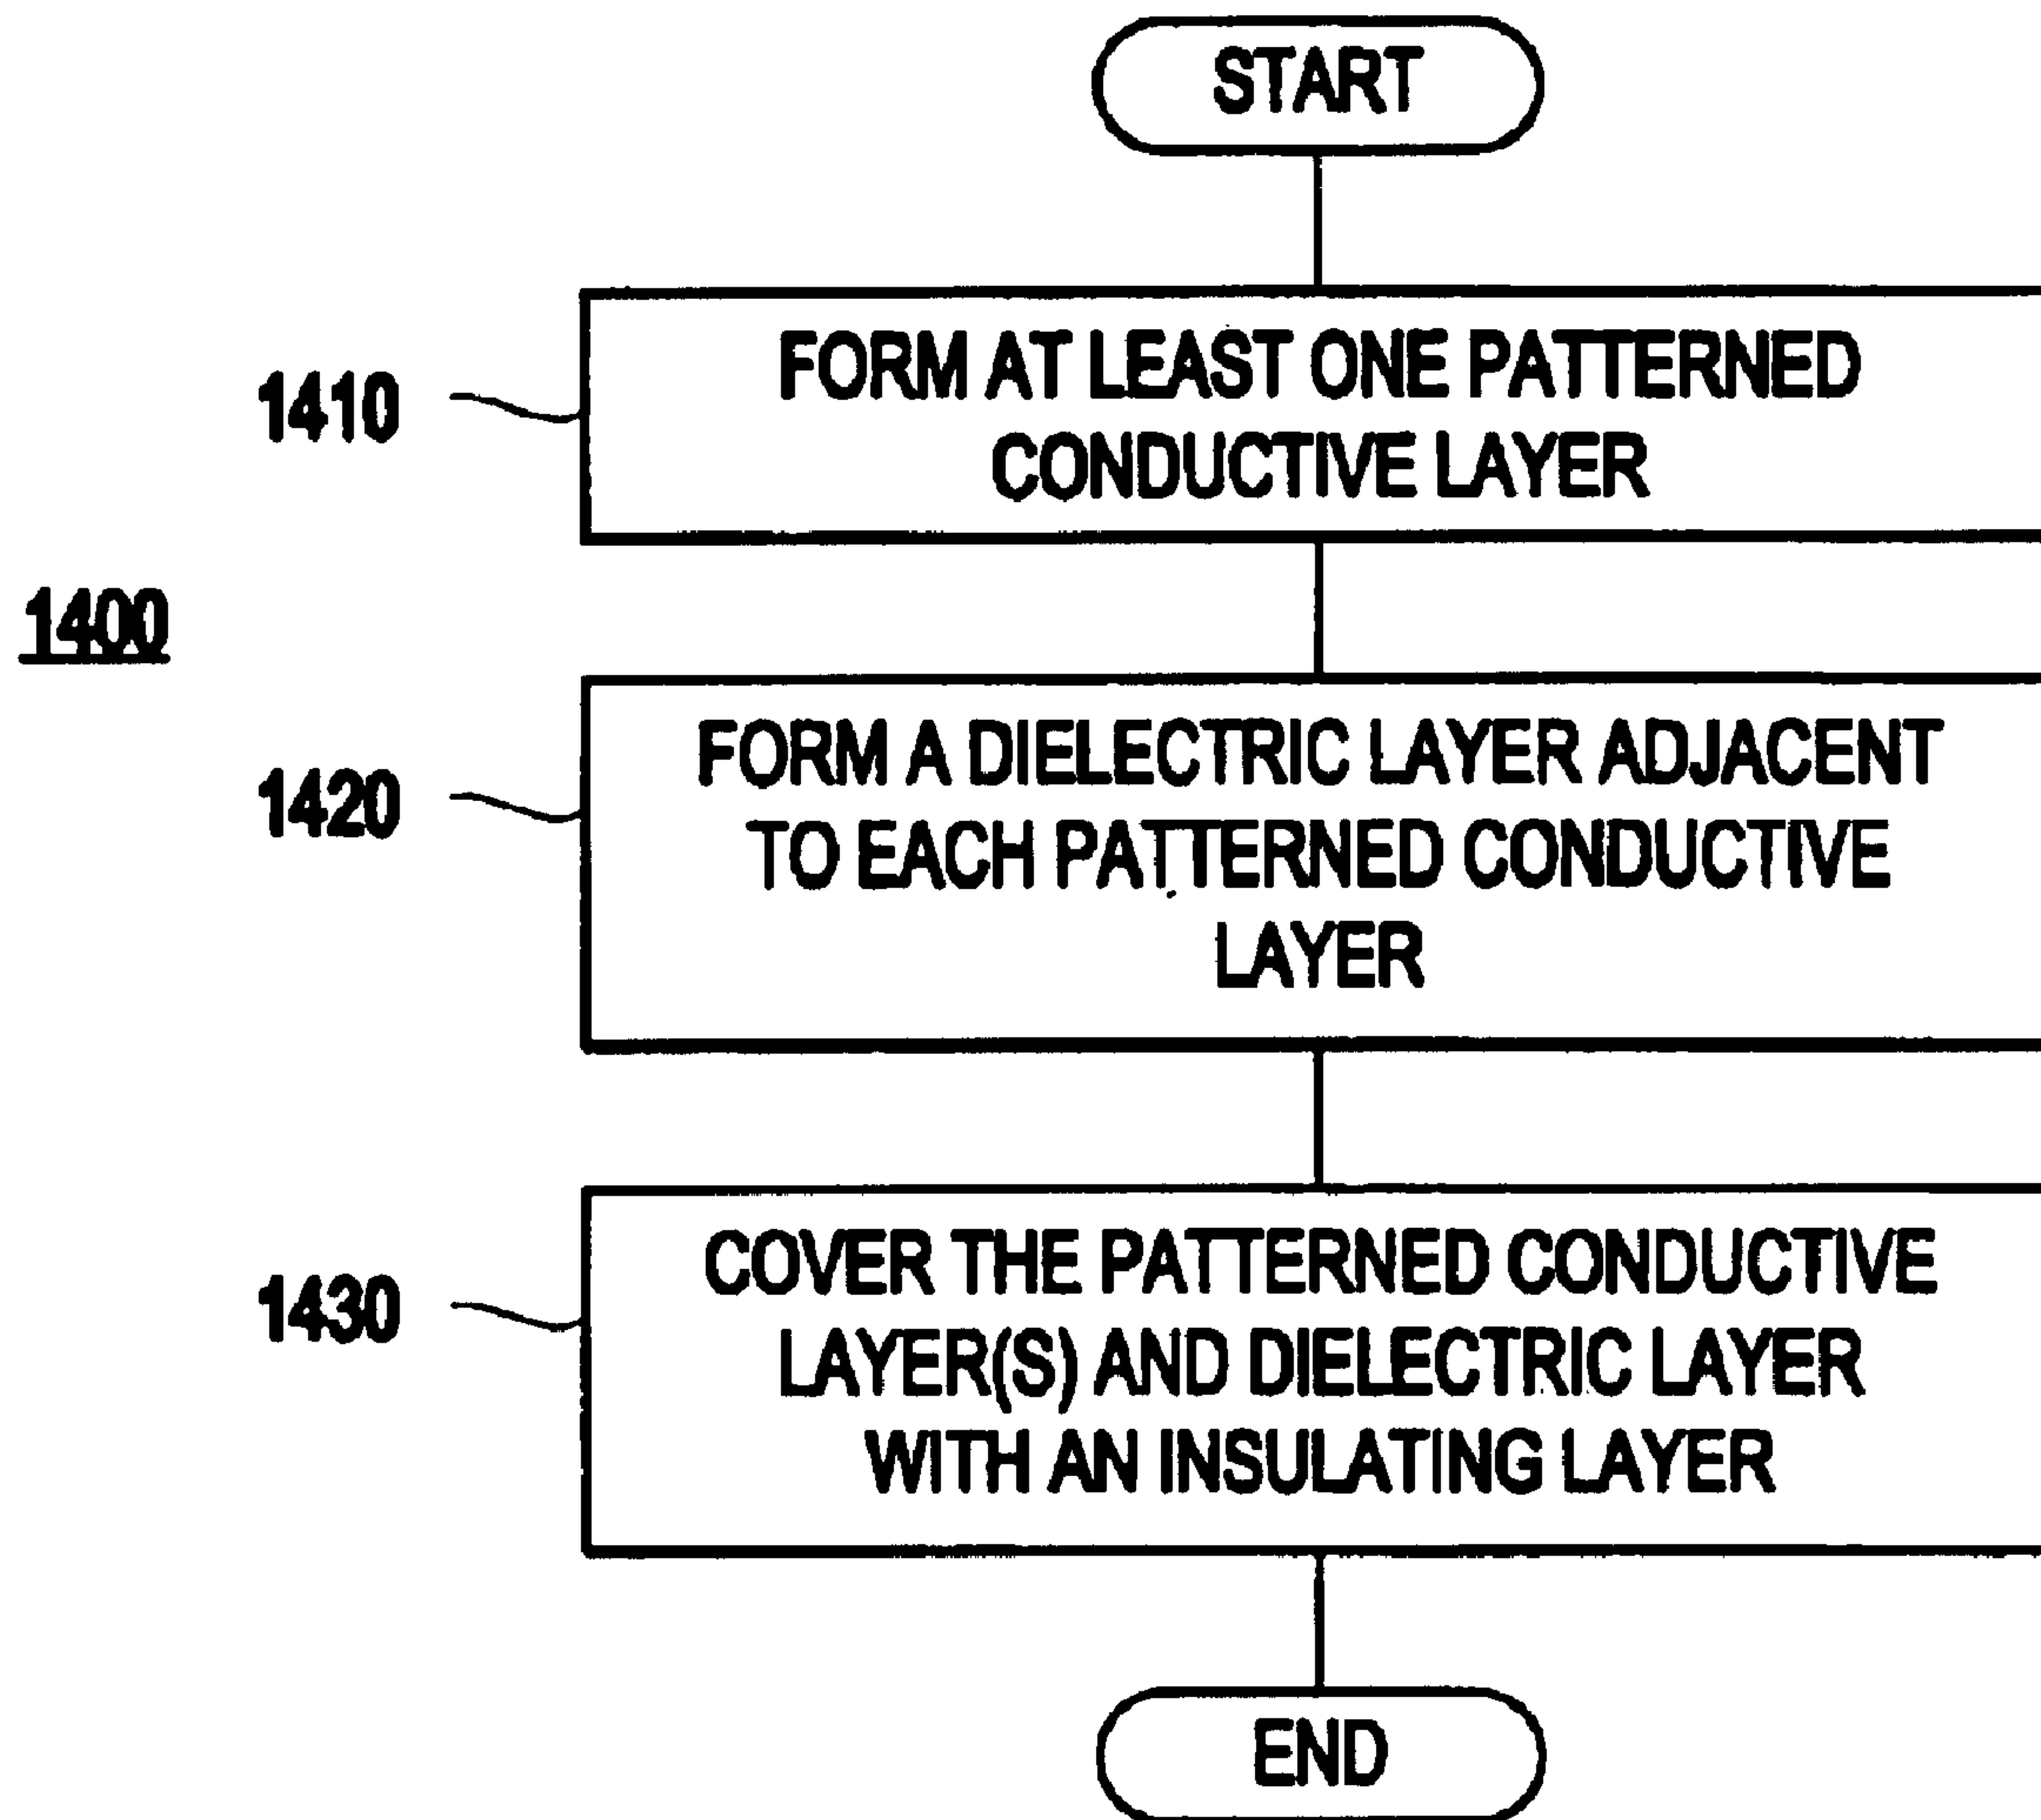 START
1410
FORM AT LEAST ONE PATTERNED
CONDUCTIVE LAYER
1400
1420
FORM A DIELECTRIC LAYER ADJACENT
TO EACH PATTERNED CONDUCTIVE
LAYER
1430
COVER THE PATTERNED CONDUCTIVE
LAYER(S) AND DIELECTRIC LAYER
WITH AN INSULATING LAYER
END